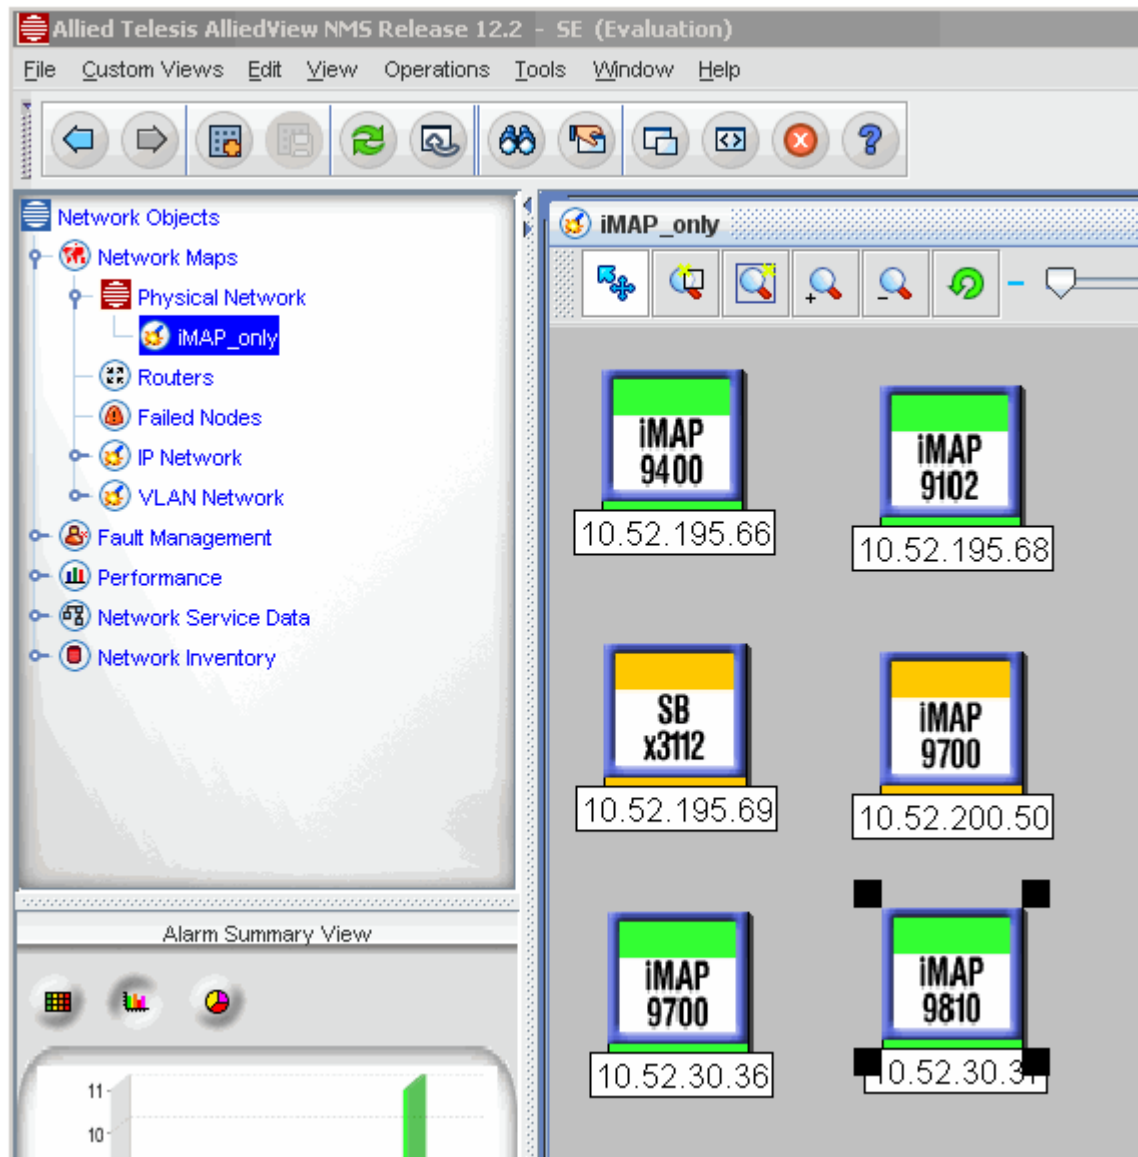 Allied Telesis AlliedView NMS Release 12.2 - SE (Evaluation)
File Custom Views Edit View Operations Tools Window Help
Network Objects
Network Maps
Physical Network
iMAP_only
Routers
Failed Nodes
IP Network
VLAN Network
Fault Management
Performance
Network Service Data
Network Inventory
Alarm Summary View
11
10
iMAP_only
iMAP
9400
10.52.195.66
iMAP
9102
10.52.195.68
SB
x3112
10.52.195.69
iMAP
9700
10.52.200.50
iMAP
9700
10.52.30.36
iMAP
9810